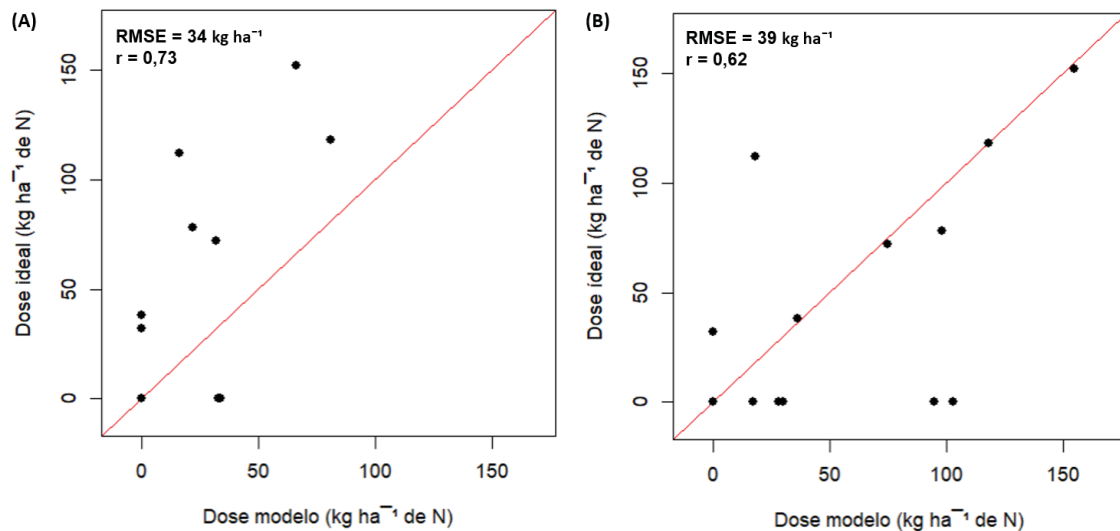 (A)
RMSE = 34 kg ha⁻¹
r = 0,73
150
100
50
0
Dose ideal (kg ha⁻¹ de N)
0 50 100 150
Dose modelo (kg ha⁻¹ de N)
(B)
RMSE = 39 kg ha⁻¹
r = 0,62
150
100
50
0
Dose ideal (kg ha⁻¹ de N)
0 50 100 150
Dose modelo (kg ha⁻¹ de N)